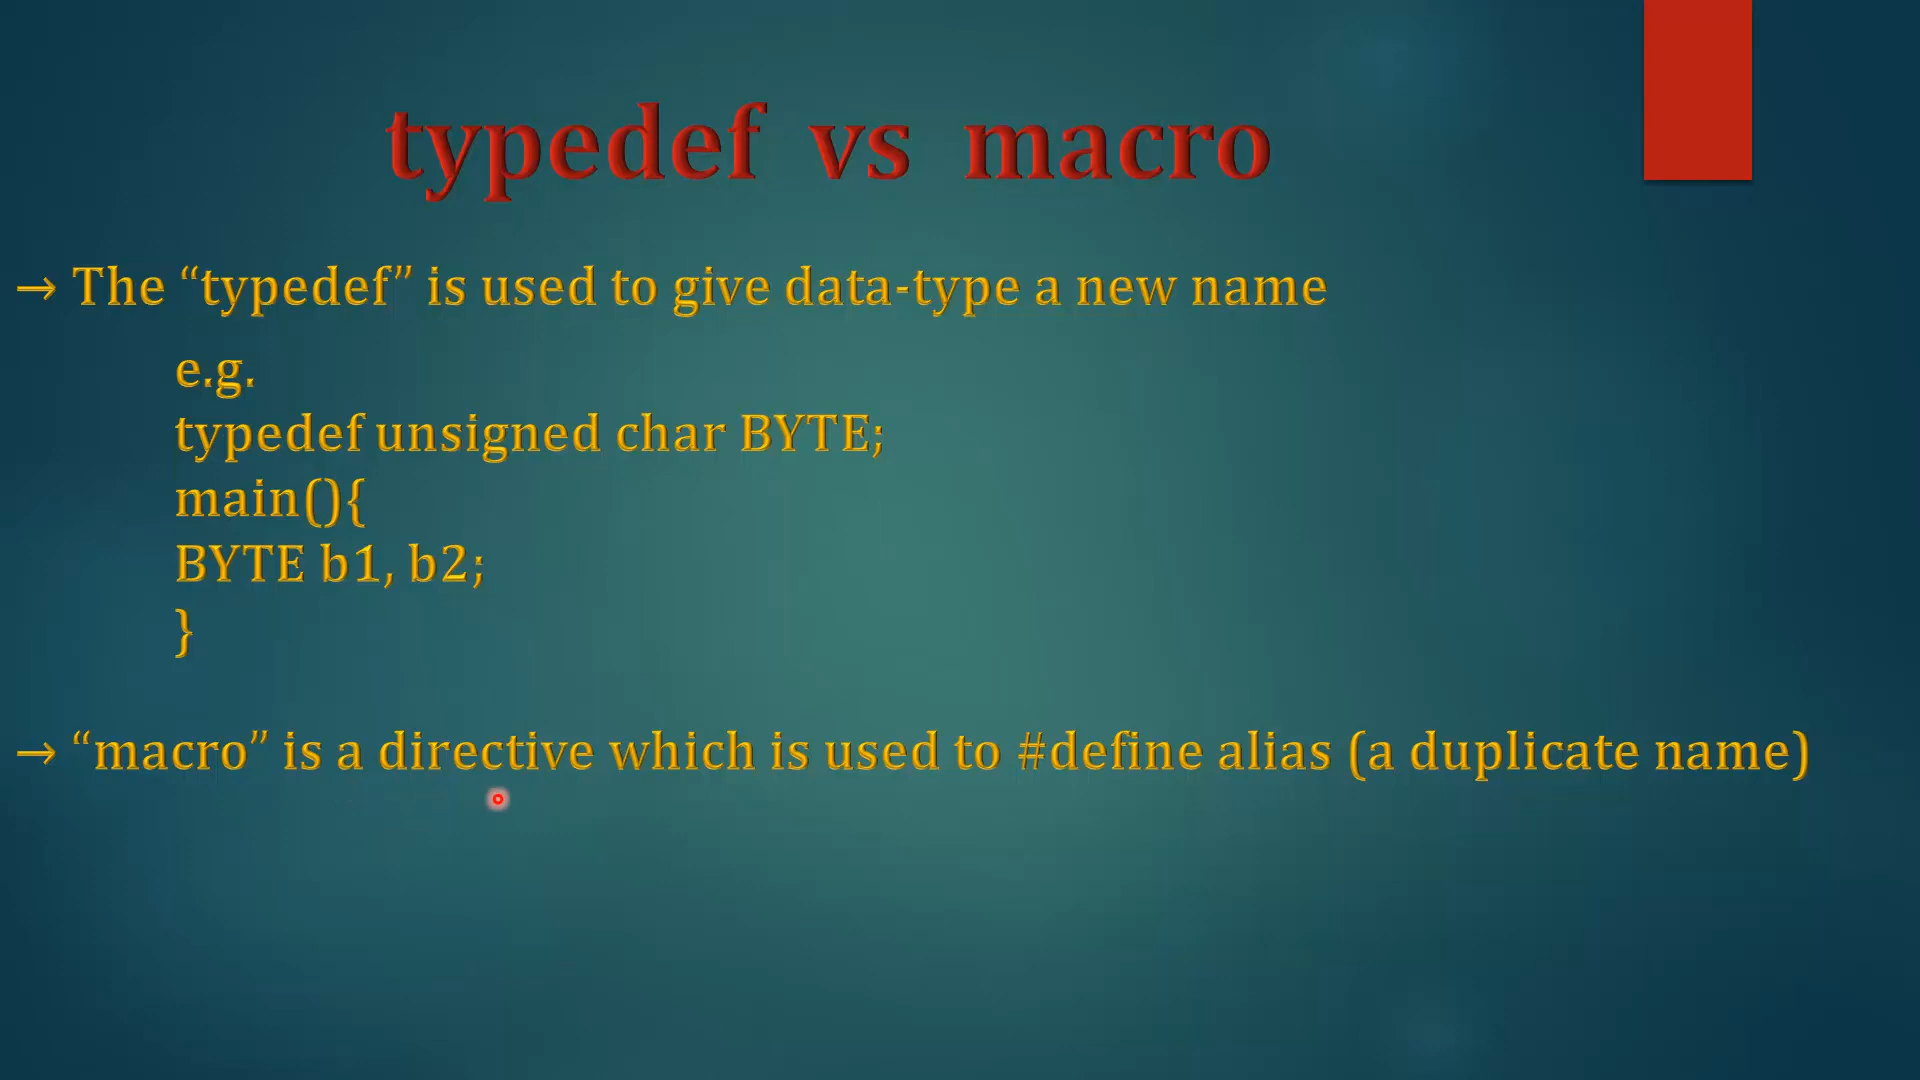 typedef vs macro
→ The “typedef” is used to give data-type a new name
e.g.
typedef unsigned char BYTE;
main(){
BYTE b1, b2;
}
→ “macro” is a directive which is used to #define alias (a duplicate name)